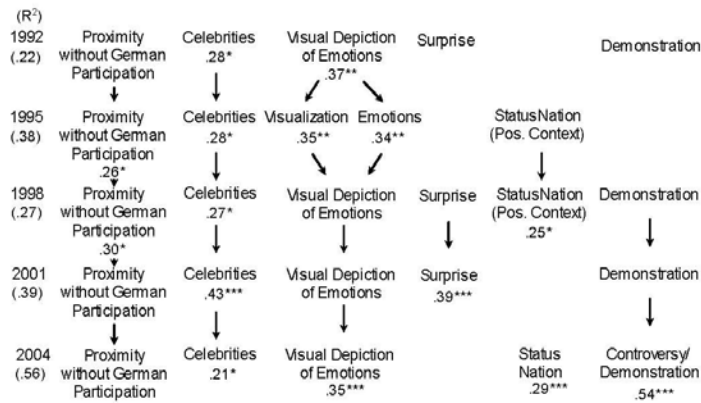 (R²)
1992 Proximity Celebrities Visual Depiction Surprise Demonstration
(.22) without German .28* of Emotions
Participation .37**
1995 Proximity Celebrities Visualization Emotions Status Nation
(.38) without German .28* .35** .34** (Pos. Context)
Participation
.26*
1998 Proximity Celebrities Visual Depiction Surprise Status Nation Demonstration
(.27) without German .27* of Emotions (Pos. Context)
Participation .25*
.30*
2001 Proximity Celebrities Visual Depiction Surprise Demonstration
(.39) without German .43*** of Emotions .39***
Participation
2004 Proximity Celebrities Visual Depiction Status Controversy/
(.56) without German .21* of Emotions Nation Demonstration
Participation .35*** .29*** .54***